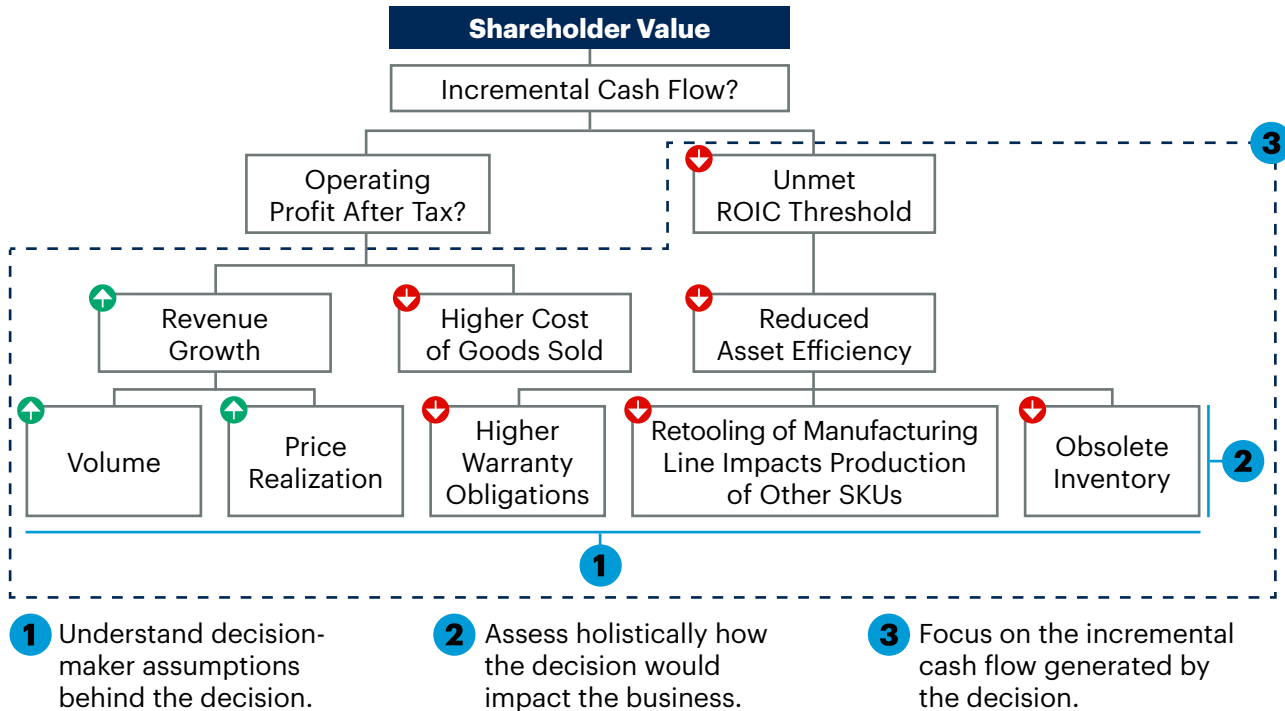 Shareholder Value
Incremental Cash Flow?
3
Operating
Profit After Tax?
Unmet
ROIC Threshold
Revenue
Growth
Higher Cost
of Goods Sold
Reduced
Asset Efficiency
Volume
Price
Realization
Higher
Warranty
Obligations
Retooling of Manufacturing
Line Impacts Production
of Other SKUs
Obsolete
Inventory
2
1
1 Understand decision-
maker assumptions
behind the decision.
2 Assess holistically how
the decision would
impact the business.
3 Focus on the incremental
cash flow generated by
the decision.